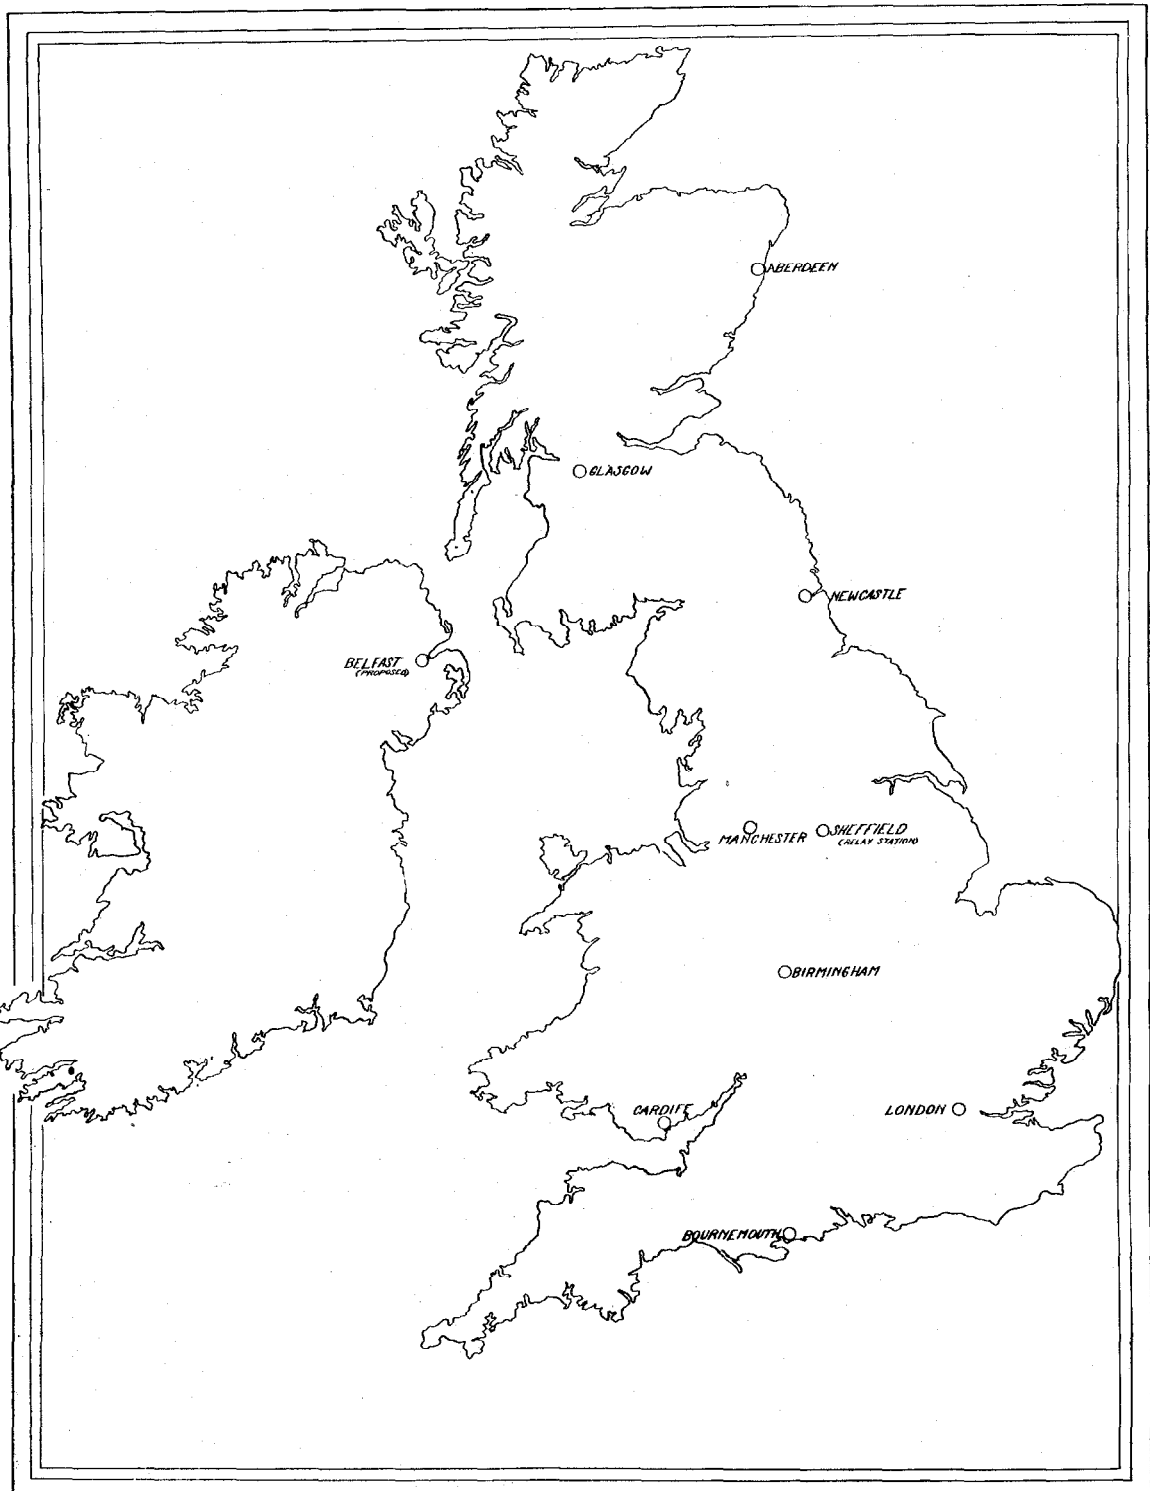 ABERDEEN
GLASGOW
NEWCASTLE
BELFAST
(PROPOSED)
MANCHESTER
SHEFFIELD
(RELAY STATION)
BIRMINGHAM
CARDIFF
LONDON
BOURNEMOUTH